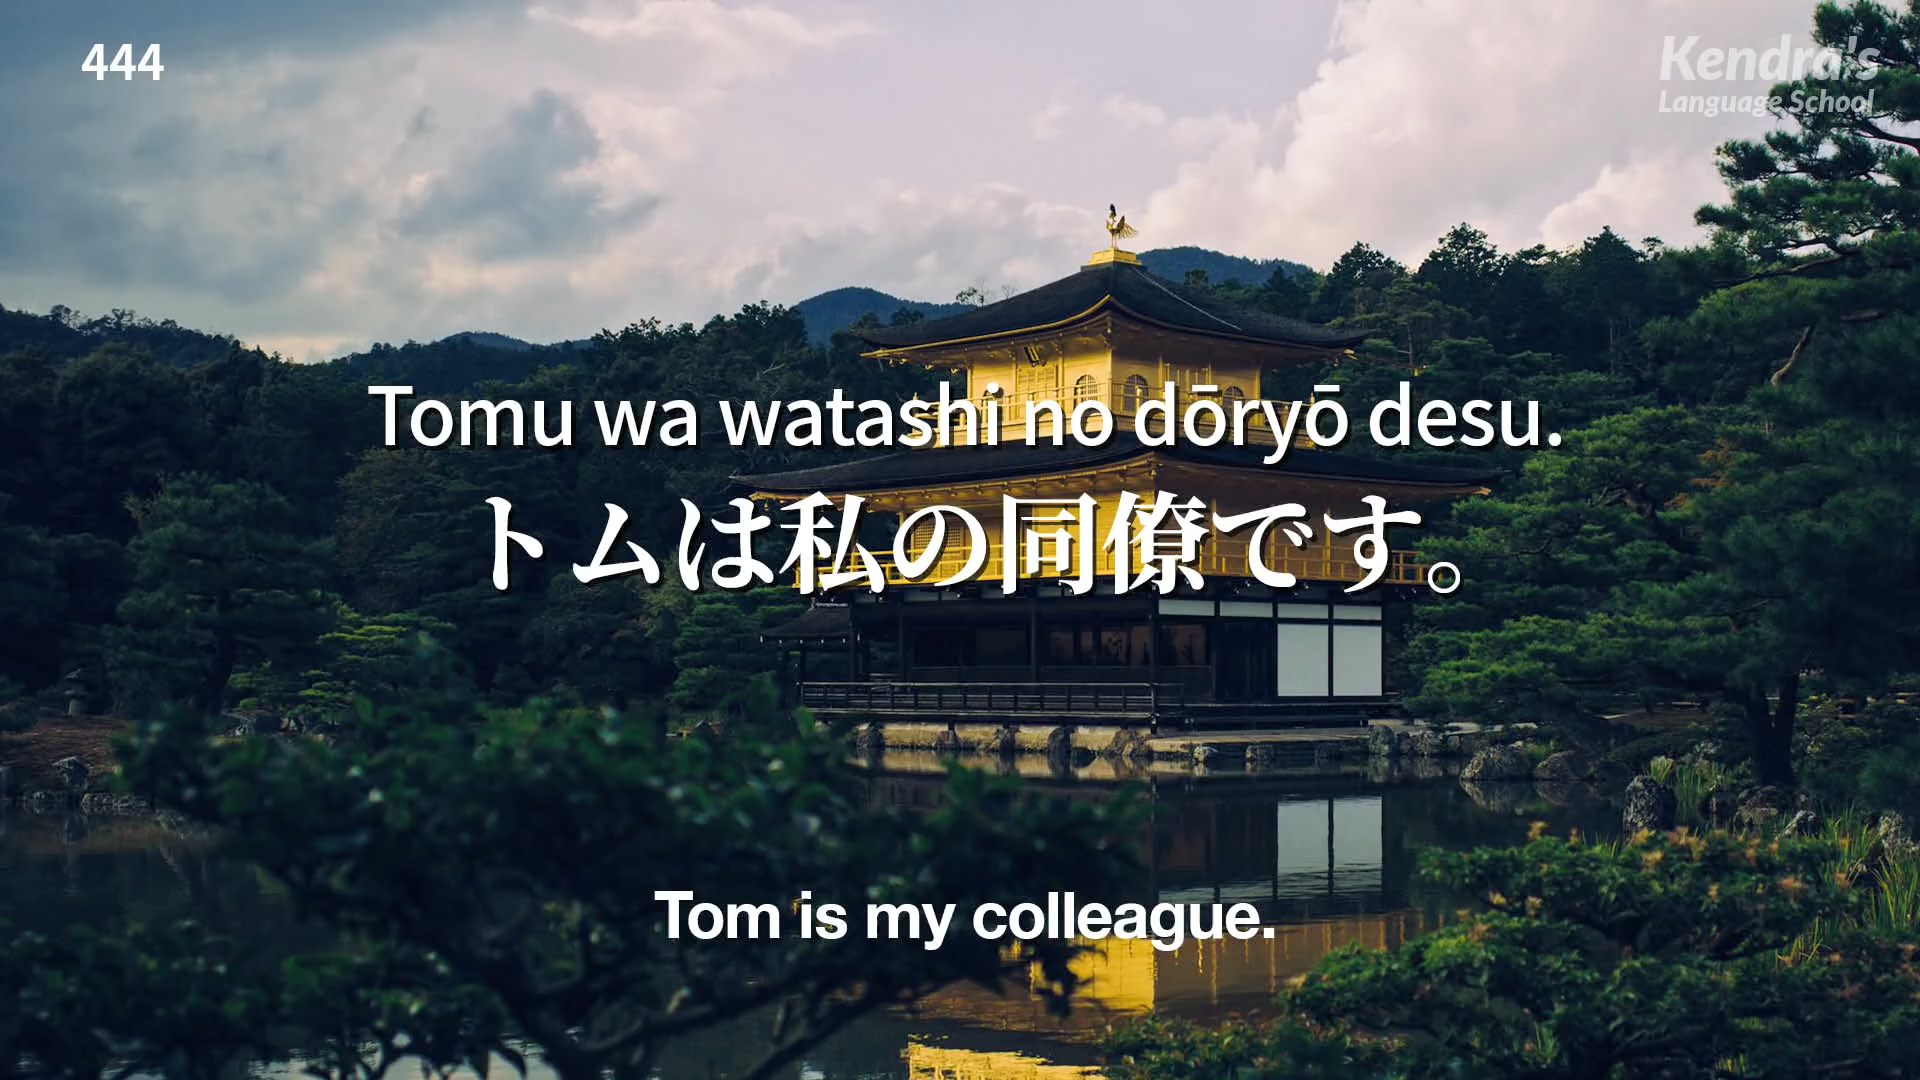 444
Kendra's
Language School
Tomu wa watashi no dōryō desu.
トムは私の同僚です。
Tom is my colleague.